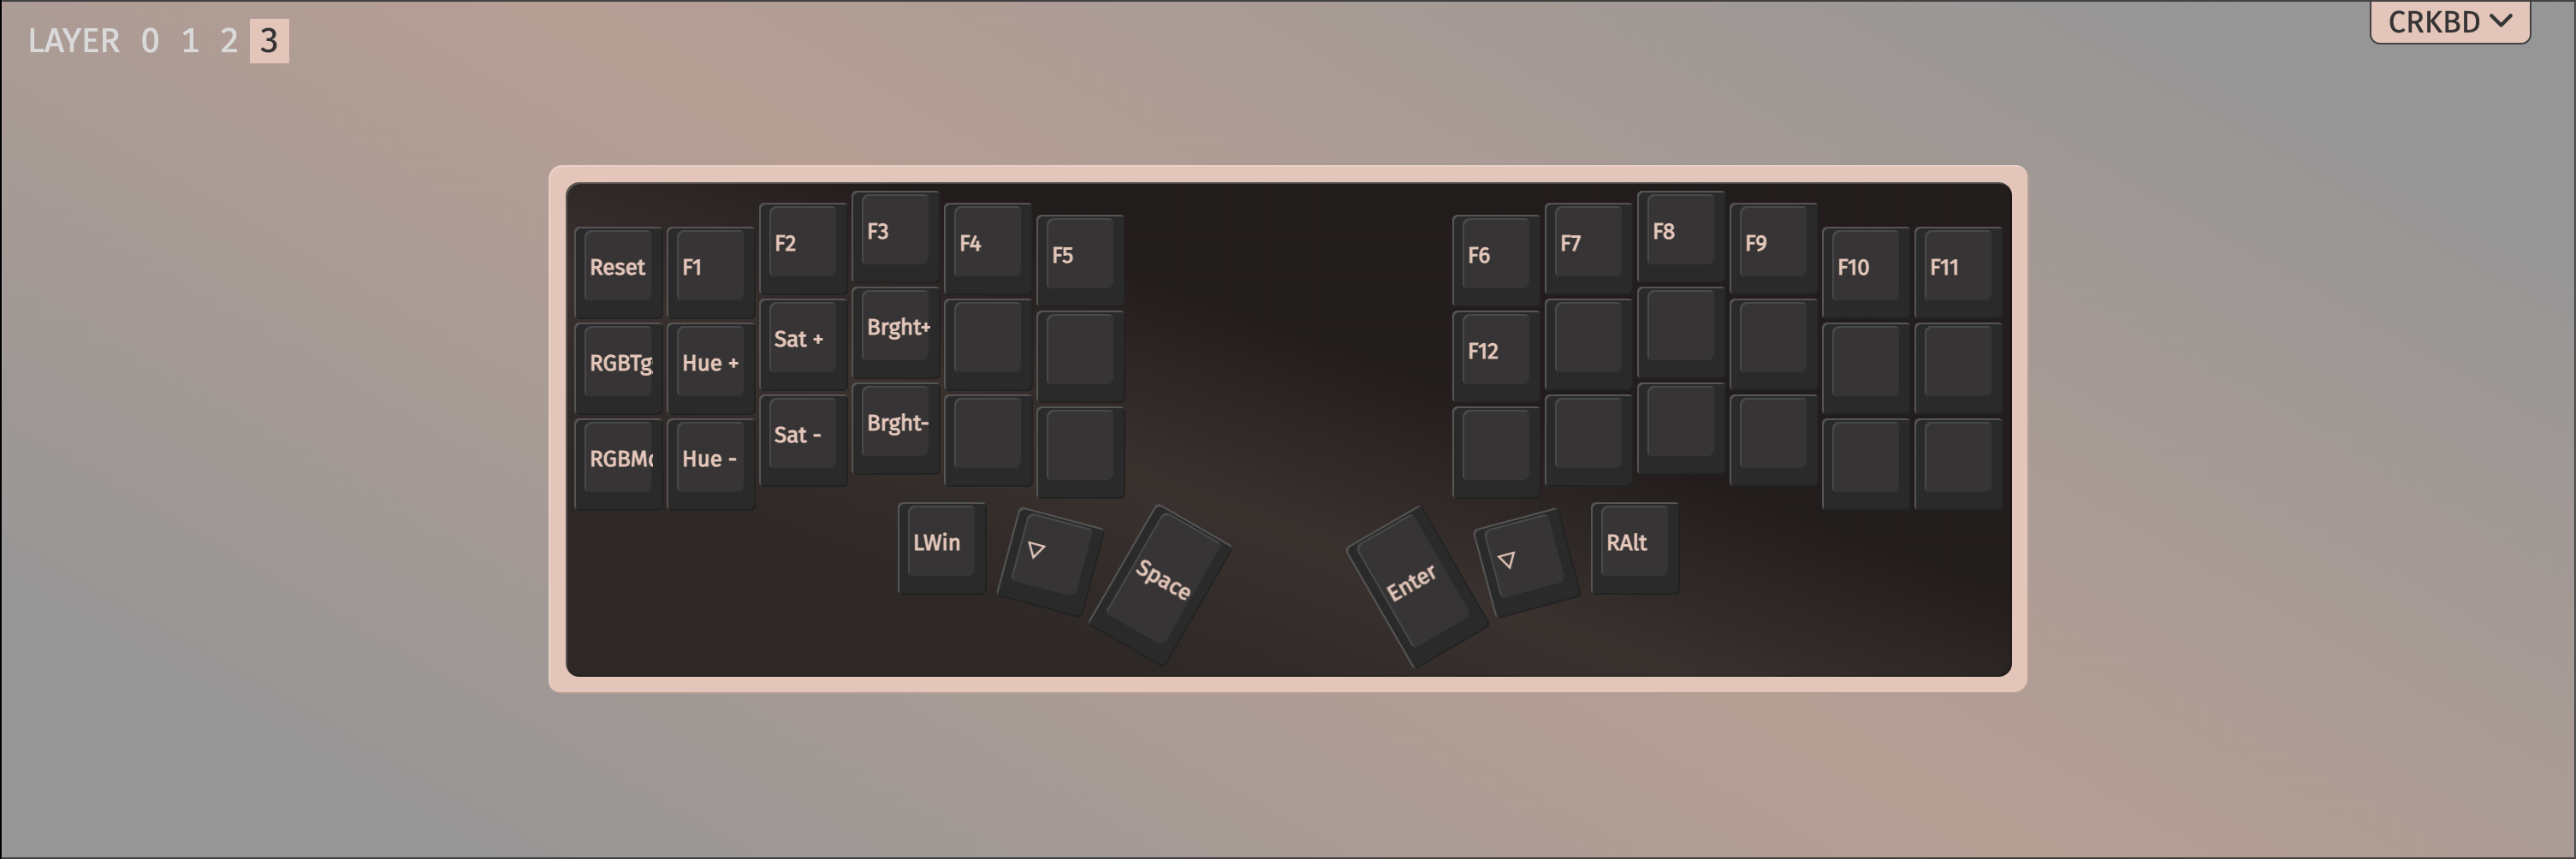 LAYER 0 1 2 3
CRKBD
Reset F1 F2 F3 F4 F5 F6 F7 F8 F9 F10 F11
RGBTg Hue + Sat + Brght+ F12
RGBMo Hue - Sat - Brght-
LWin ▽ Space Enter ▽ RAlt